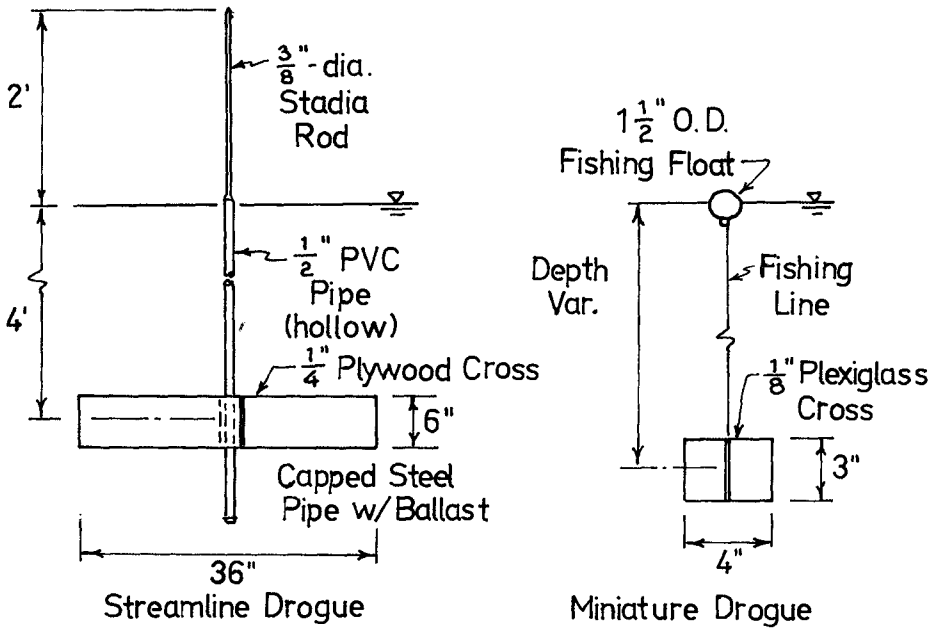 2'
3/8"-dia.
Stadia
Rod
4'
1/2" PVC
Pipe
(hollow)
1/4" Plywood Cross
6"
Capped Steel
Pipe w/Ballast
36"
Streamline Drogue
1 1/2" O.D.
Fishing Float
Depth
Var.
Fishing
Line
1/8" Plexiglass
Cross
3"
4"
Miniature Drogue